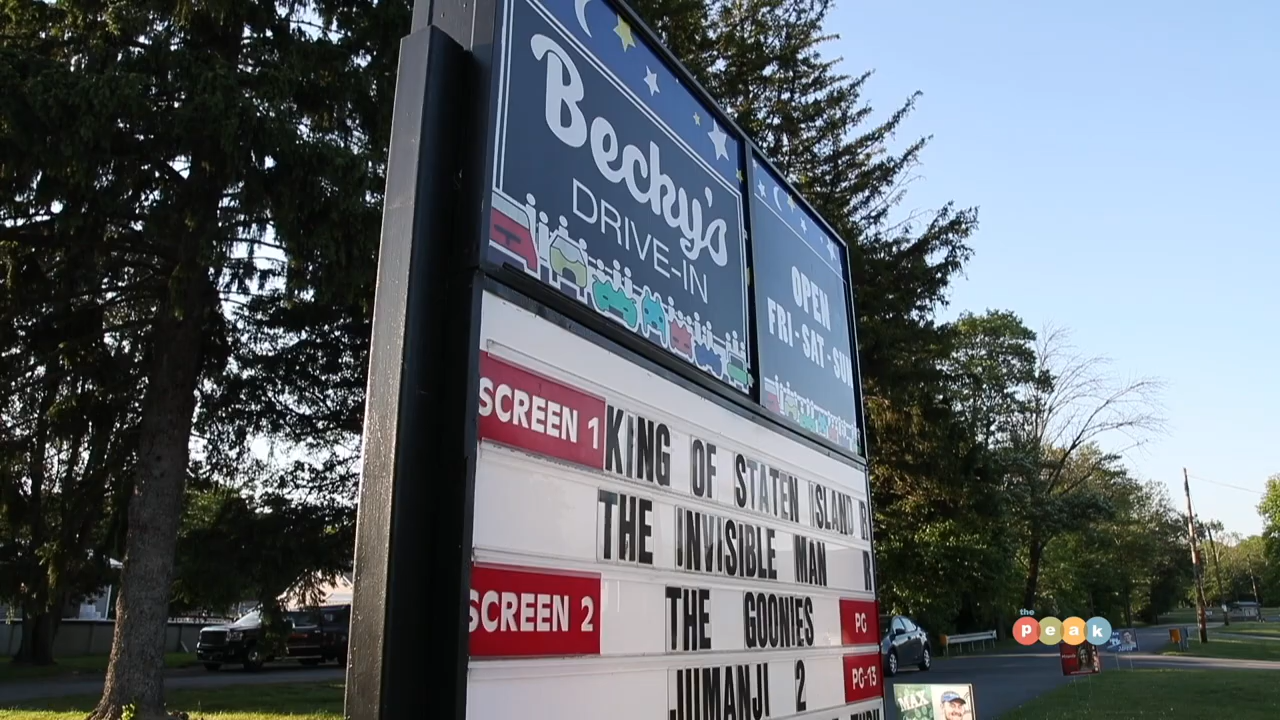 Becky's
DRIVE-IN
OPEN
FRI-SAT-SUN
SCREEN 1 KING OF STATEN ISLAND R
THE INVISIBLE MAN R
SCREEN 2 THE GOONIES PG
JUMANJI 2 PG-13
the
peak
MAX